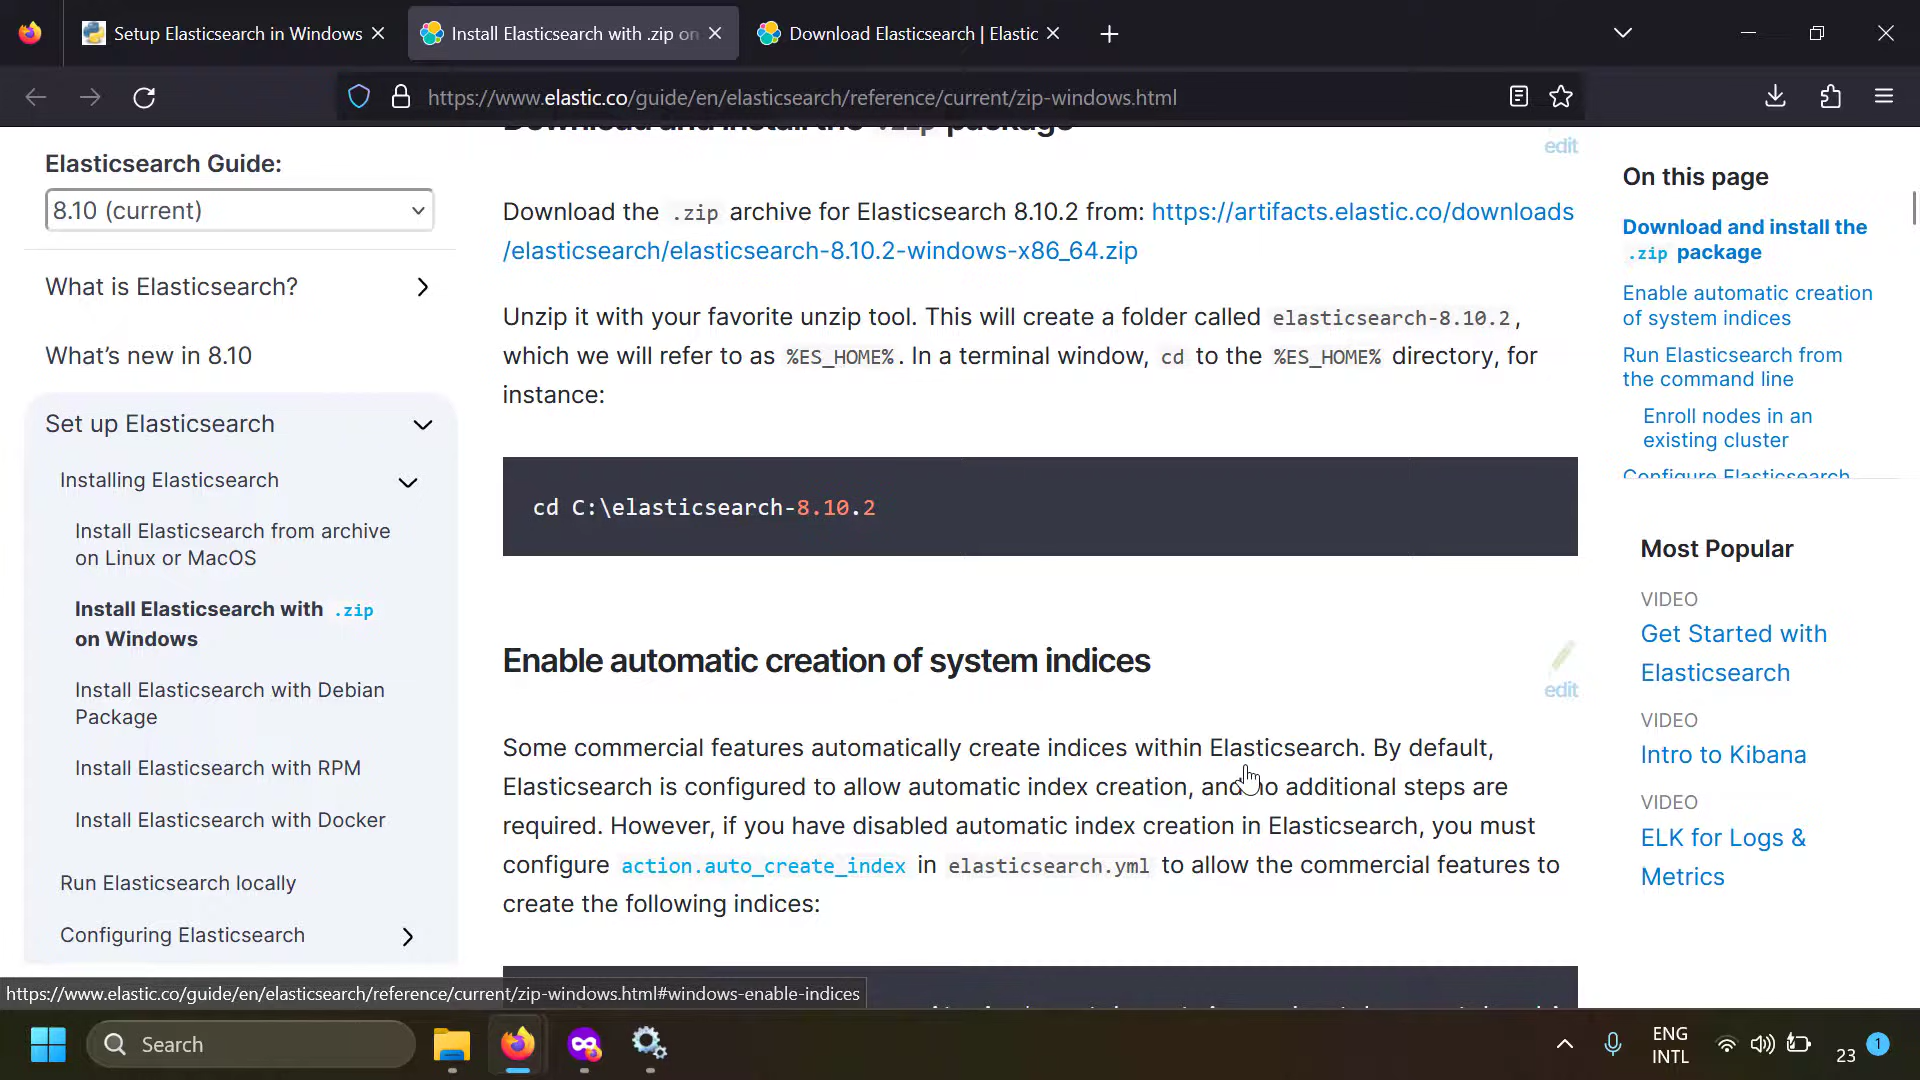 Setup Elasticsearch in Windows
Install Elasticsearch with .zip on
Download Elasticsearch | Elastic
https://www.elastic.co/guide/en/elasticsearch/reference/current/zip-windows.html
Elasticsearch Guide:
8.10 (current)
What is Elasticsearch?
What’s new in 8.10
Set up Elasticsearch
Installing Elasticsearch
Install Elasticsearch from archive
on Linux or MacOS
Install Elasticsearch with .zip
on Windows
Install Elasticsearch with Debian
Package
Install Elasticsearch with RPM
Install Elasticsearch with Docker
Run Elasticsearch locally
Configuring Elasticsearch
Download and install the .zip package
edit
Download the .zip archive for Elasticsearch 8.10.2 from: https://artifacts.elastic.co/downloads
/elasticsearch/elasticsearch-8.10.2-windows-x86_64.zip
Unzip it with your favorite unzip tool. This will create a folder called elasticsearch-8.10.2,
which we will refer to as %ES_HOME%. In a terminal window, cd to the %ES_HOME% directory, for
instance:
cd C:\elasticsearch-8.10.2
Enable automatic creation of system indices
edit
Some commercial features automatically create indices within Elasticsearch. By default,
Elasticsearch is configured to allow automatic index creation, and no additional steps are
required. However, if you have disabled automatic index creation in Elasticsearch, you must
configure action.auto_create_index in elasticsearch.yml to allow the commercial features to
create the following indices:
On this page
Download and install the
.zip package
Enable automatic creation
of system indices
Run Elasticsearch from
the command line
Enroll nodes in an
existing cluster
Configure Elasticsearch
Most Popular
VIDEO
Get Started with
Elasticsearch
VIDEO
Intro to Kibana
VIDEO
ELK for Logs &
Metrics
https://www.elastic.co/guide/en/elasticsearch/reference/current/zip-windows.html#windows-enable-indices
Search
ENG
INTL
23
1